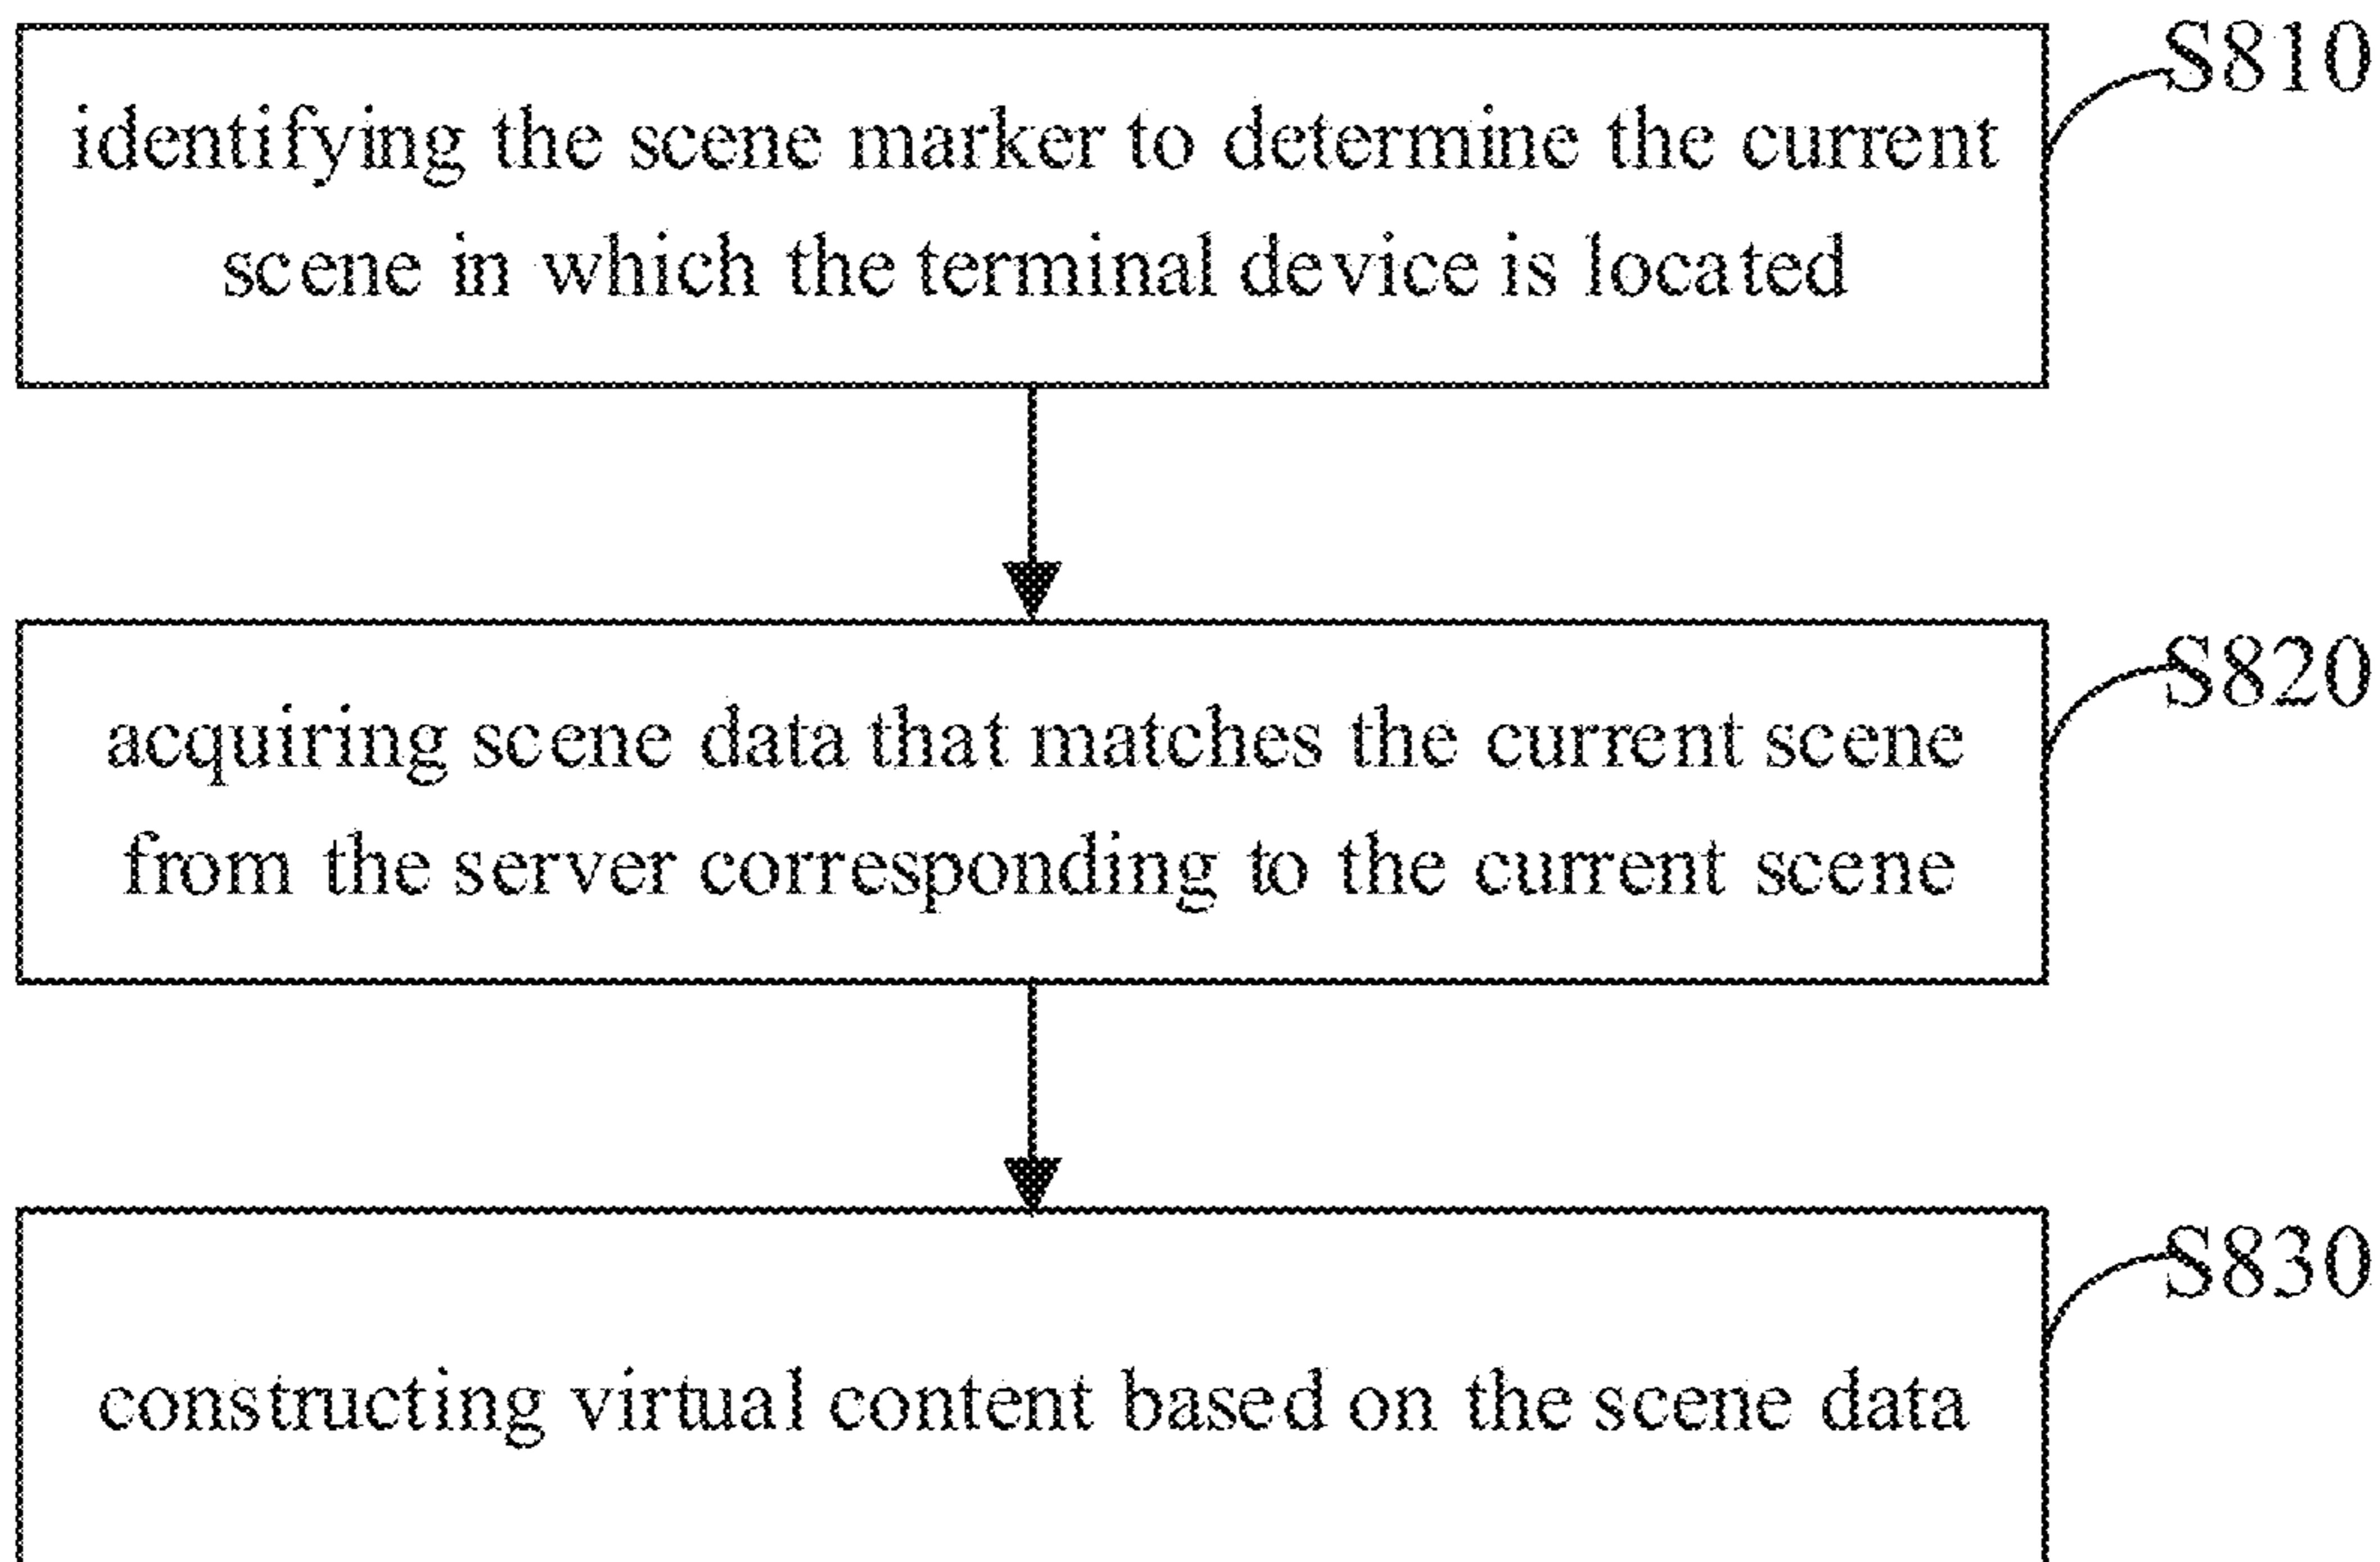 S810
identifying the scene marker to determine the current
scene in which the terminal device is located
S820
acquiring scene data that matches the current scene
from the server corresponding to the current scene
S830
constructing virtual content based on the scene data